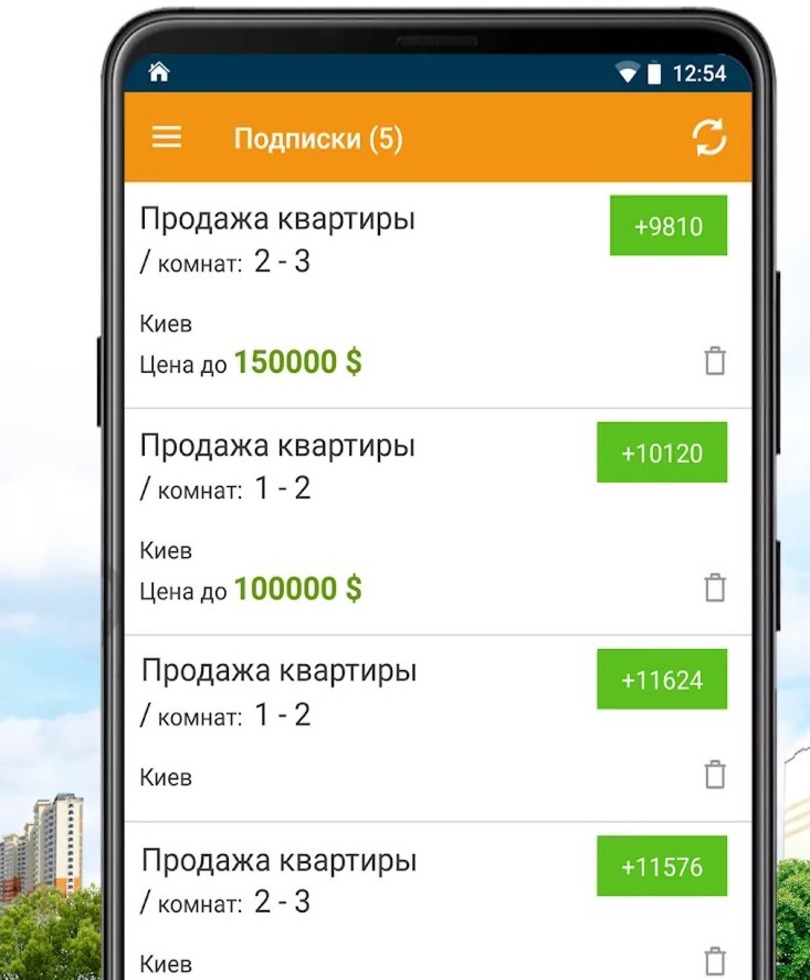 12:54
Подписки (5)
Продажа квартиры
+9810
/ комнат: 2 - 3
Киев
Цена до 150000 $
Продажа квартиры
+10120
/ комнат: 1 - 2
Киев
Цена до 100000 $
Продажа квартиры
+11624
/ комнат: 1 - 2
Киев
Продажа квартиры
+11576
/ комнат: 2 - 3
Киев